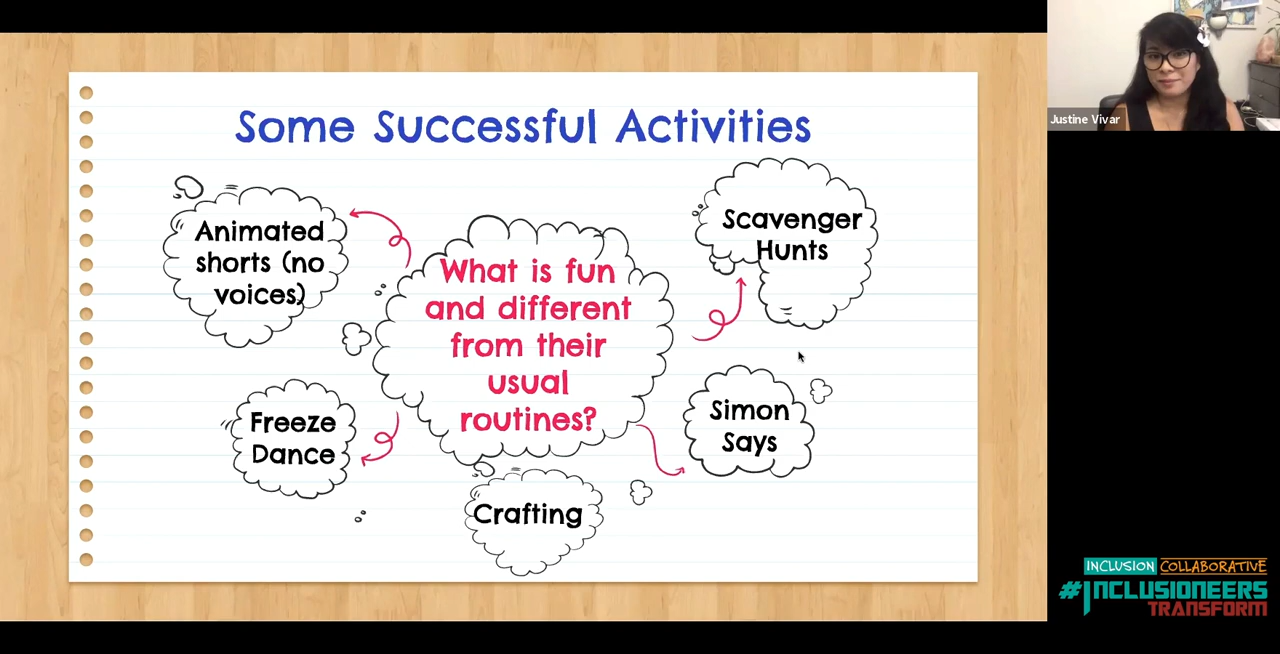 Some Successful Activities
Animated
shorts (no
voices)
What is fun
and different
from their
usual
routines?
Scavenger
Hunts
Freeze
Dance
Simon
Says
Crafting
Justine Vivar
INCLUSION COLLABORATIVE
#INCLUSIONEERS
TRANSFORM